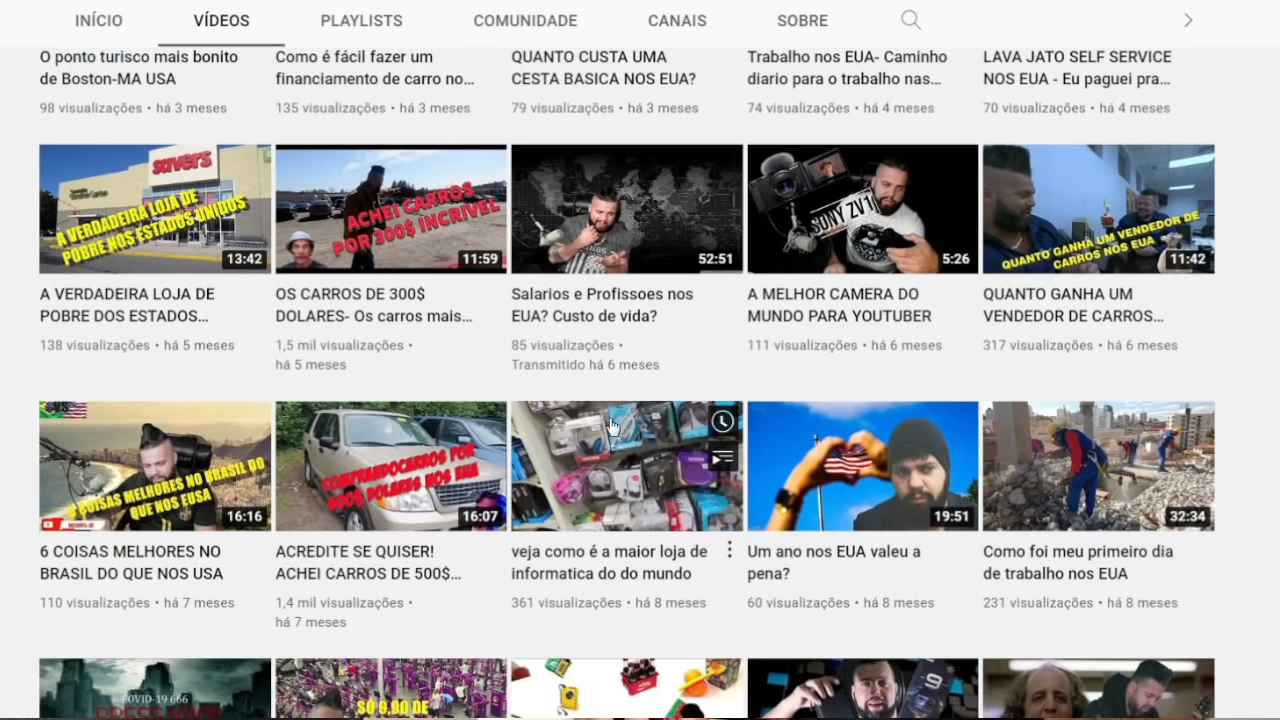 INÍCIO VÍDEOS PLAYLISTS COMUNIDADE CANAIS SOBRE
O ponto turisco mais bonito
de Boston-MA USA
98 visualizações • há 3 meses
Como é fácil fazer um
financiamento de carro no...
135 visualizações • há 3 meses
QUANTO CUSTA UMA
CESTA BASICA NOS EUA?
79 visualizações • há 3 meses
Trabalho nos EUA- Caminho
diario para o trabalho nas...
74 visualizações • há 4 meses
LAVA JATO SELF SERVICE
NOS EUA - Eu paguei pra...
70 visualizações • há 4 meses
savers
A VERDADEIRA LOJA DE
POBRE NOS ESTADOS UNIDOS
13:42
A VERDADEIRA LOJA DE
POBRE DOS ESTADOS...
138 visualizações • há 5 meses
ACHEI CARROS
POR 300$ INCRIVEL
11:59
OS CARROS DE 300$
DOLARES- Os carros mais...
1,5 mil visualizações •
há 5 meses
52:51
Salarios e Profissoes nos
EUA? Custo de vida?
85 visualizações •
Transmitido há 6 meses
SONY ZV1
5:26
A MELHOR CAMERA DO
MUNDO PARA YOUTUBER
111 visualizações • há 6 meses
QUANTO GANHA UM VENDEDOR DE
CARROS NOS EUA
11:42
QUANTO GANHA UM
VENDEDOR DE CARROS...
317 visualizações • há 6 meses
VS
6 COISAS MELHORES NO BRASIL DO
QUE NOS EUSA
16:16
6 COISAS MELHORES NO
BRASIL DO QUE NOS USA
110 visualizações • há 7 meses
COMPRANDOCARROS POR
500$ DOLARES NOS EUA
16:07
ACREDITE SE QUISER!
ACHEI CARROS DE 500$...
1,4 mil visualizações •
há 7 meses
veja como é a maior loja de
informatica do do mundo
361 visualizações • há 8 meses
19:51
Um ano nos EUA valeu a
pena?
60 visualizações • há 8 meses
32:34
Como foi meu primeiro dia
de trabalho nos EUA
231 visualizações • há 8 meses
COVID-19 666
SÓ 9,90 DE
9